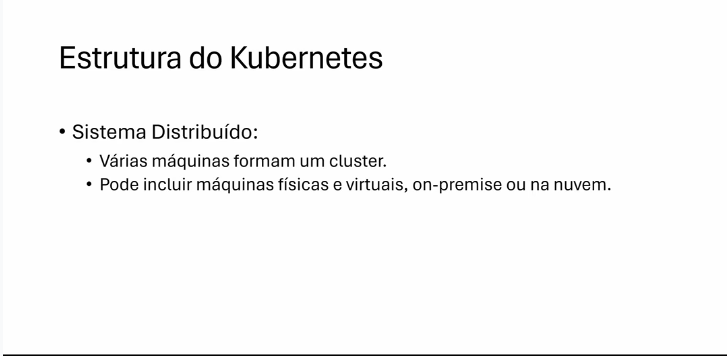 Estrutura do Kubernetes
• Sistema Distribuído:
• Várias máquinas formam um cluster.
• Pode incluir máquinas físicas e virtuais, on-premise ou na nuvem.